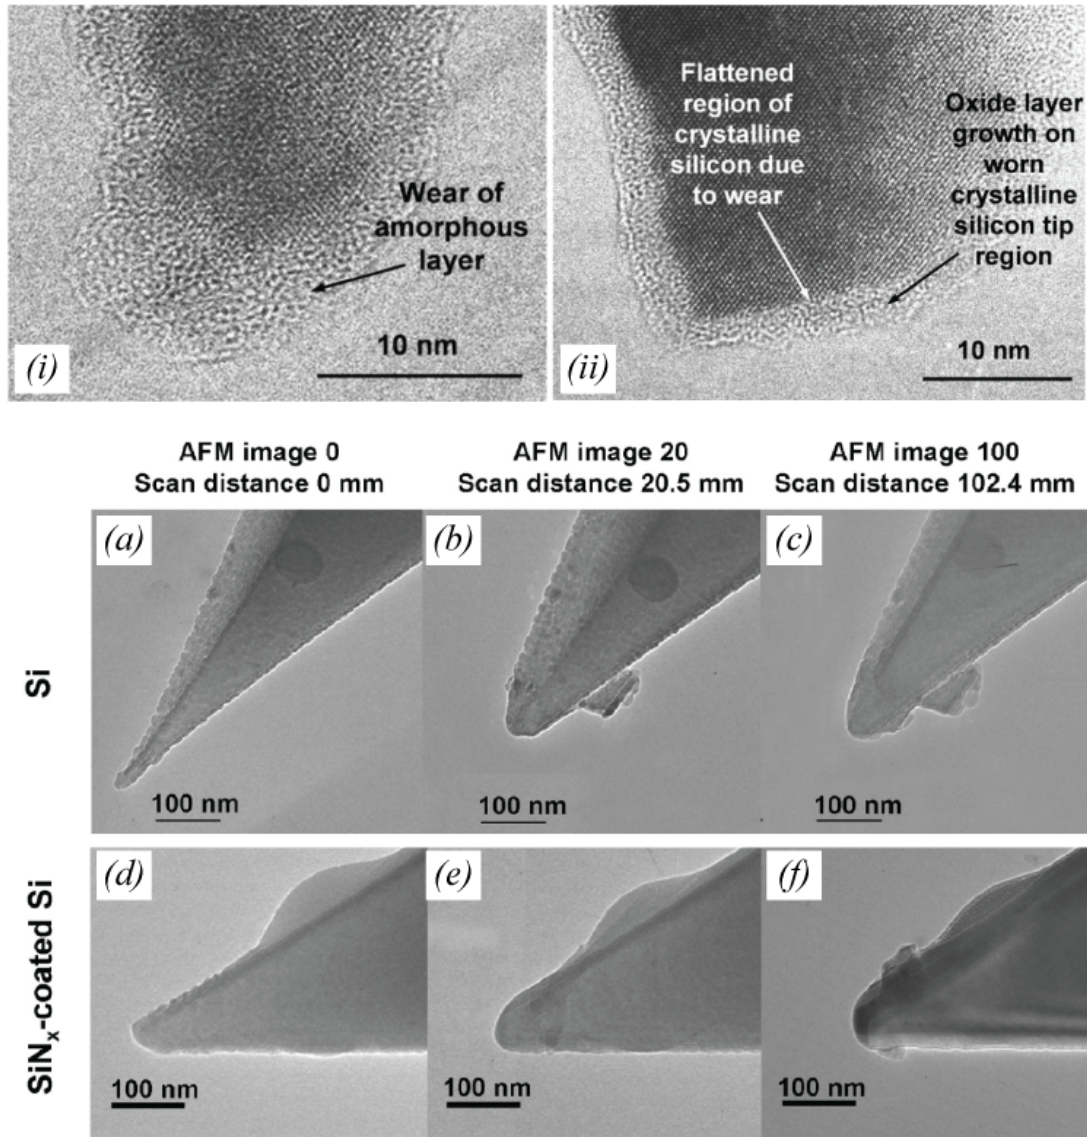 Flattened
region of
crystalline
silicon due
to wear
Oxide layer
growth on
worn
crystalline
silicon tip
region
Wear of
amorphous
layer
10 nm
10 nm
(i)
(ii)
AFM image 0
Scan distance 0 mm
AFM image 20
Scan distance 20.5 mm
AFM image 100
Scan distance 102.4 mm
Si
(a)
(b)
(c)
100 nm
100 nm
100 nm
SiNₓ-coated Si
(d)
(e)
(f)
100 nm
100 nm
100 nm